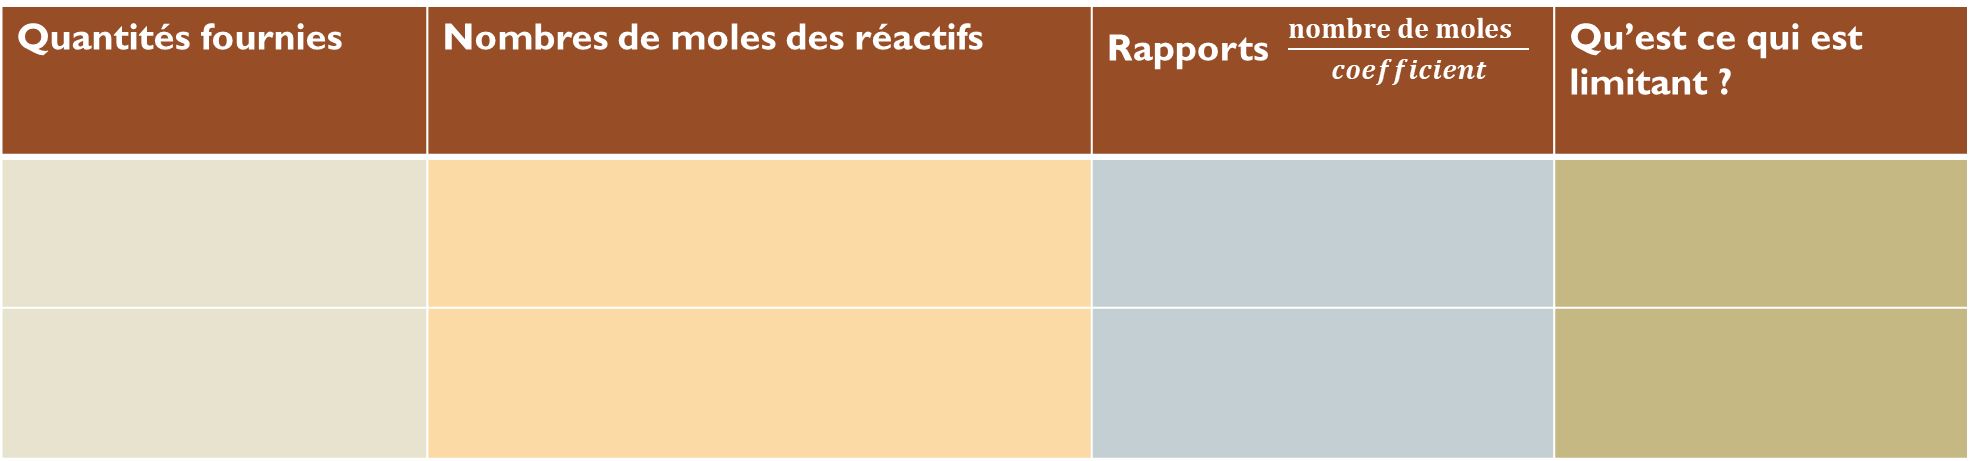 Quantités fournies
Nombres de moles des réactifs
Rapports nombre de moles / coefficient
Qu’est ce qui est
limitant ?